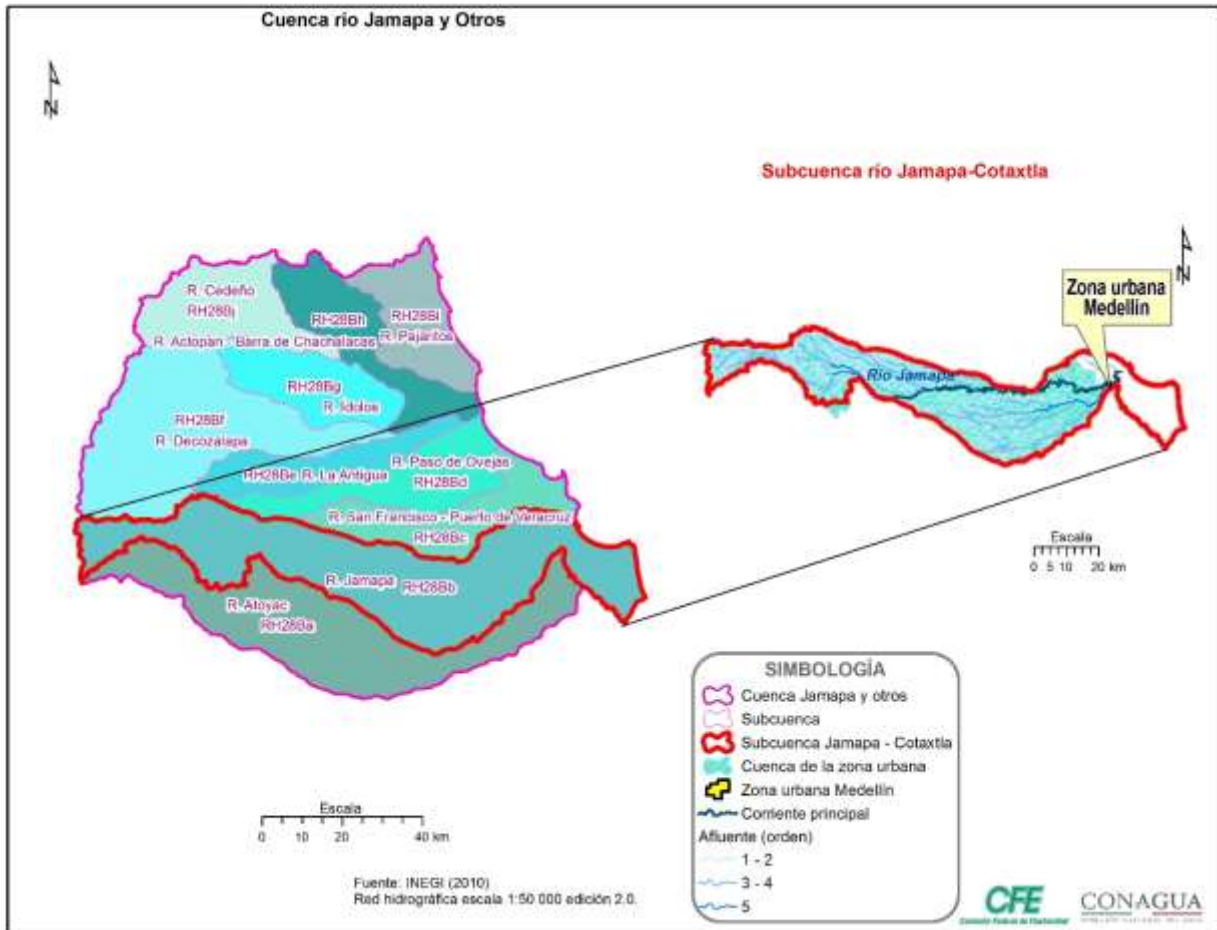 Cuenca río Jamapa y Otros
N
Subcuenca río Jamapa-Cotaxtla
N
Zona urbana
Medellín
Río Jamapa
R. Cedeño
RH28Bj
RH28Bh
RH28Bi
R. Pajaritos
R. Actopan - Barra de Chachalacas
RH28Bg
R. Idolos
RH28Bf
R. Decozalapa
RH28Be R. La Antigua
R. Paso de Ovejas
RH28Bd
R. San Francisco - Puerto de Veracruz
RH28Bc
R. Jamapa
RH28Bb
R. Atoyac
RH28Ba
Escala
0 5 10 20 km
Escala
0 10 20 40 km
Fuente: INEGI (2010)
Red hidrográfica escala 1:50 000 edición 2.0.
SIMBOLOGÍA
Cuenca Jamapa y otros
Subcuenca
Subcuenca Jamapa - Cotaxtla
Cuenca de la zona urbana
Zona urbana Medellín
Corriente principal
Afluente (orden)
1 - 2
3 - 4
5
CFE
Comisión Federal de Electricidad
CONAGUA